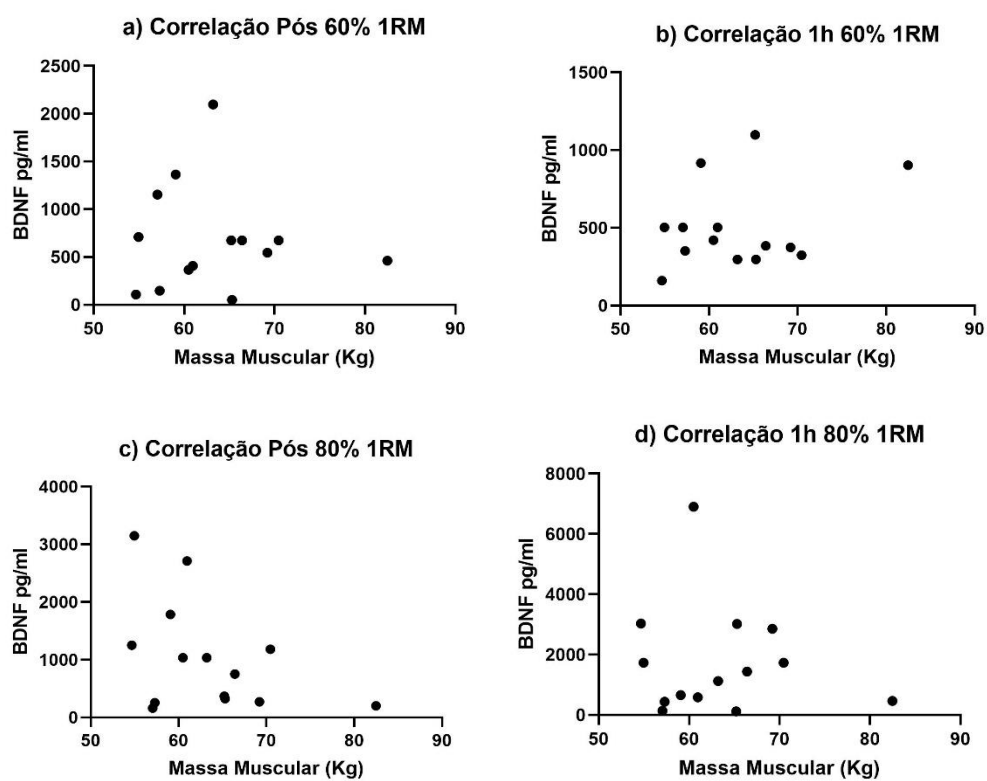 a) Correlação Pós 60% 1RM
2500
2000
1500
1000
500
0
BDNF pg/ml
50 60 70 80 90
Massa Muscular (Kg)
b) Correlação 1h 60% 1RM
1500
1000
500
0
BDNF pg/ml
50 60 70 80 90
Massa Muscular (Kg)
c) Correlação Pós 80% 1RM
4000
3000
2000
1000
0
BDNF pg/ml
50 60 70 80 90
Massa Muscular (Kg)
d) Correlação 1h 80% 1RM
8000
6000
4000
2000
0
BDNF pg/ml
50 60 70 80 90
Massa Muscular (Kg)